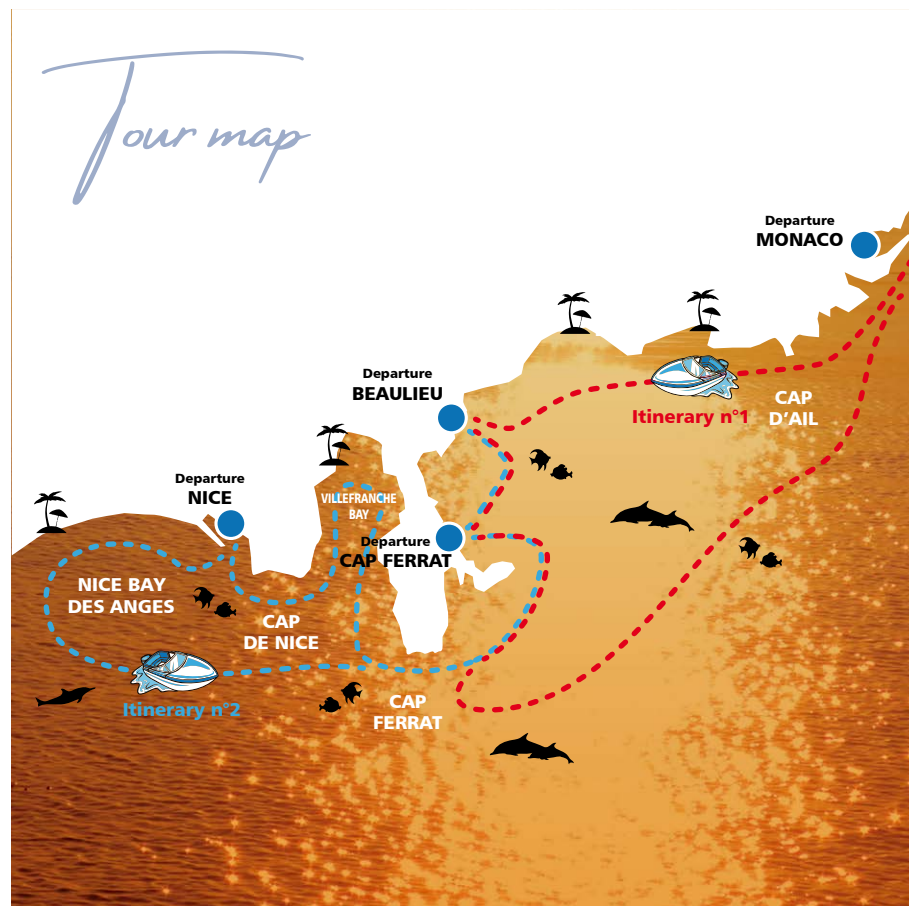 Tour map
Departure
MONACO
Departure
BEAULIEU
Itinerary n°1
CAP
D’AIL
Departure
NICE
VILLEFRANCHE
BAY
Departure
CAP FERRAT
NICE BAY
DES ANGES
CAP
DE NICE
Itinerary n°2
CAP
FERRAT